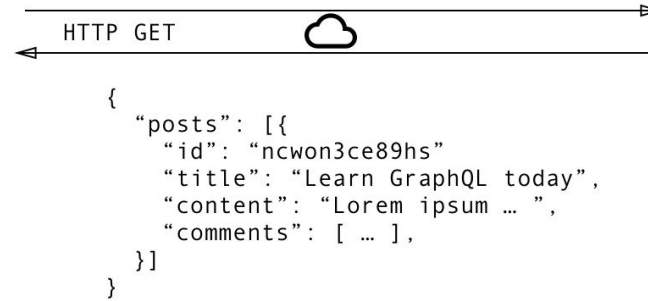 HTTP GET
{
“posts”: [{
“id”: “ncwon3ce89hs”
“title”: “Learn GraphQL today”,
“content”: “Lorem ipsum … ”,
“comments”: [ … ],
}]
}